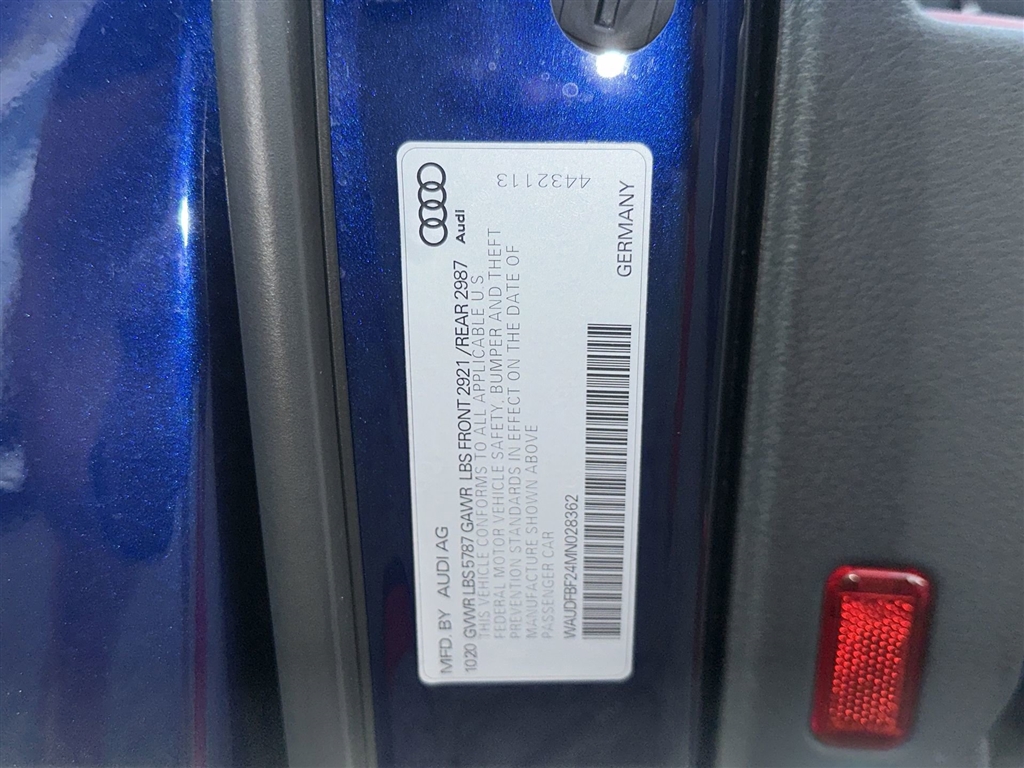 MFD. BY AUDI AG
1020 GVWR LBS 5787 GAWR LBS FRONT 2921 /REAR 2987
Audi
THIS VEHICLE CONFORMS TO ALL APPLICABLE U.S
FEDERAL MOTOR VEHICLE SAFETY, BUMPER AND THEFT
PREVENTION STANDARDS IN EFFECT ON THE DATE OF
MANUFACTURE SHOWN ABOVE
PASSENGER CAR
4432113
WAUDFBF24MN028362
GERMANY